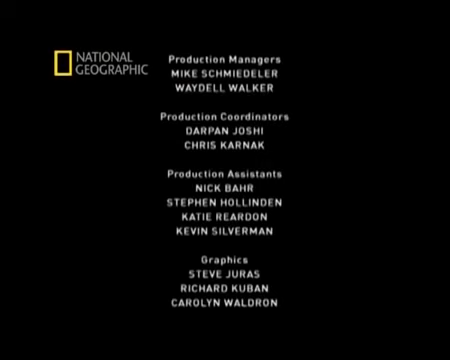 NATIONAL
GEOGRAPHIC
Production Managers
MIKE SCHMIEDELER
WAYDELL WALKER
Production Coordinators
DARPAN JOSHI
CHRIS KARNAK
Production Assistants
NICK BAHR
STEPHEN HOLLINDEN
KATIE REARDON
KEVIN SILVERMAN
Graphics
STEVE JURAS
RICHARD KUBAN
CAROLYN WALDRON